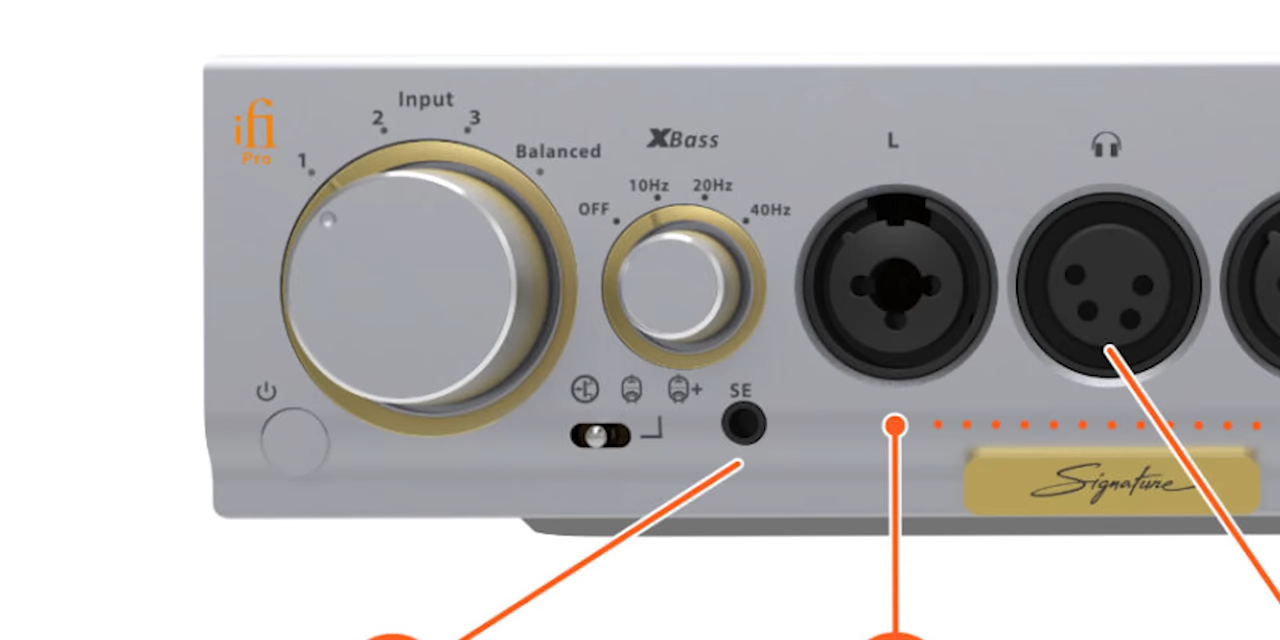 ifi
Pro
Input
1
2
3
Balanced
XBass
OFF
10Hz
20Hz
40Hz
L
+
SE
Signature